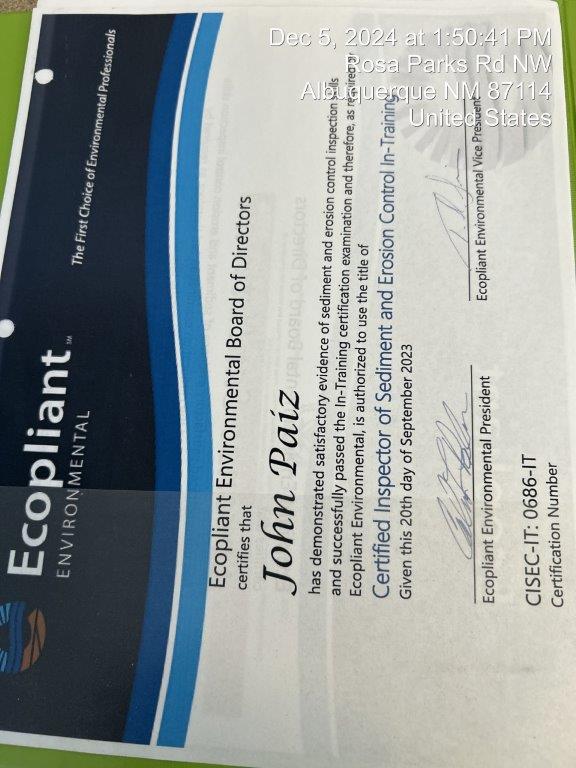 Dec 5, 2024 at 1:50:41 PM
Rosa Parks Rd NW
Albuquerque NM 87114
United States
Ecopliant℠
ENVIRONMENTAL
The First Choice of Environmental Professionals
Ecopliant Environmental Board of Directors
certifies that
John Paiz
has demonstrated satisfactory evidence of sediment and erosion control inspection skills
and successfully passed the In-Training certification examination and therefore, as required by
Ecopliant Environmental, is authorized to use the title of
Certified Inspector of Sediment and Erosion Control In-Training
Given this 20th day of September 2023
Ecopliant Environmental President
Ecopliant Environmental Vice President
CISEC-IT: 0686-IT
Certification Number